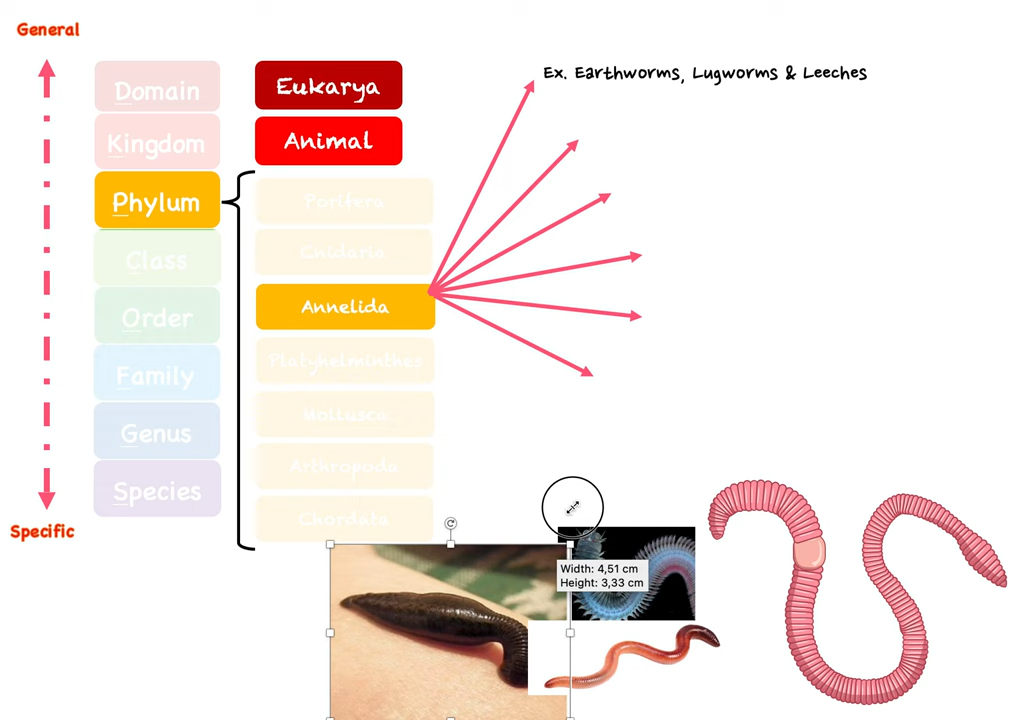 General
Ex. Earthworms, Lugworms & Leeches
Domain
Eukarya
Kingdom
Animal
Phylum
Porifera
Class
Cnidaria
Order
Annelida
Family
Platyhelminthes
Genus
Mollusca
Species
Arthropoda
Chordata
Specific
Width: 4,51 cm
Height: 3,33 cm